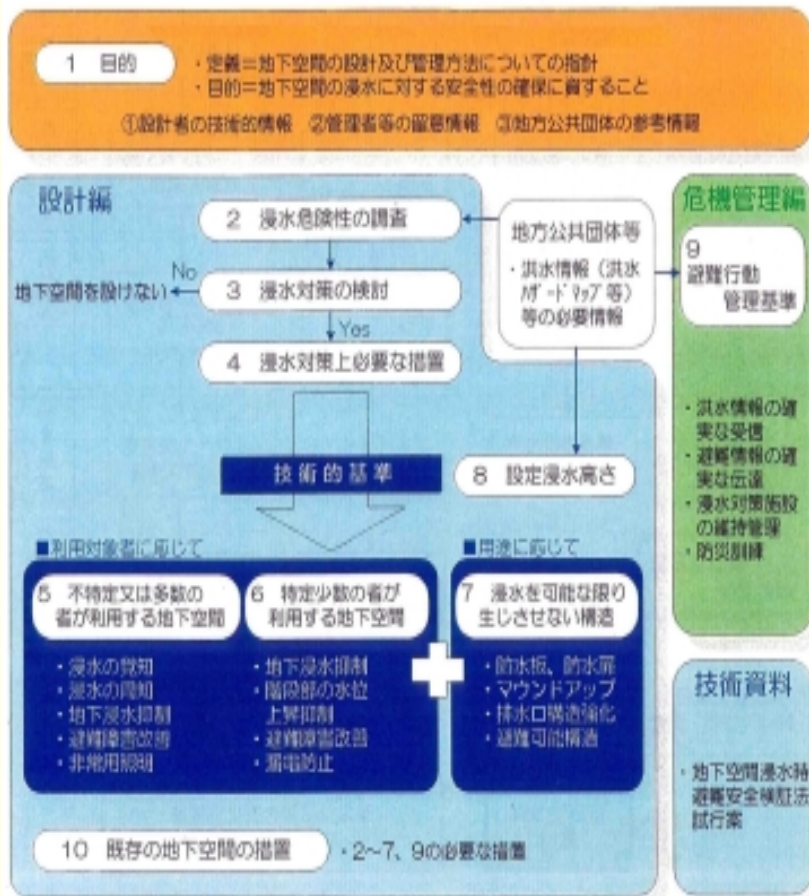 1 目的
・定義＝地下空間の設計及び管理方法についての指針
・目的＝地下空間の浸水に対する安全性の確保に資すること
①設計者の技術的情報 ②管理者等の留意情報 ③地方公共団体の参考情報
設計編
2 浸水危険性の調査
地方公共団体等
・洪水情報（洪水
ﾊｻﾞｰﾄﾞﾏｯﾌﾟ等）
等の必要情報
No
地下空間を設けない
3 浸水対策の検討
Yes
4 浸水対策上必要な措置
技術的基準
8 設定浸水高さ
■利用対象者に応じて
5 不特定又は多数の
者が利用する地下空間
・浸水の覚知
・浸水の周知
・地下浸水抑制
・避難障害改善
・非常用照明
6 特定少数の者が
利用する地下空間
・地下浸水抑制
・階段部の水位
上昇抑制
・避難障害改善
・漏電防止
■用途に応じて
7 浸水を可能な限り
生じさせない構造
・防水板、防水扉
・マウンドアップ
・排水口構造強化
・避難可能構造
10 既存の地下空間の措置
・2～7、9の必要な措置
危機管理編
9
避難行動
管理基準
・洪水情報の確
実な受信
・避難情報の確
実な伝達
・浸水対策施設
の維持管理
・防災訓練
技術資料
・地下空間浸水時
避難安全検証法
試行案